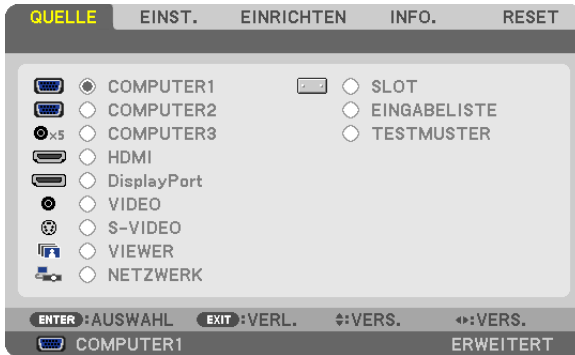 QUELLE EINST. EINRICHTEN INFO. RESET
COMPUTER1
COMPUTER2
×5 COMPUTER3
HDMI
DisplayPort
VIDEO
S-VIDEO
VIEWER
NETZWERK
SLOT
EINGABELISTE
TESTMUSTER
ENTER :AUSWAHL EXIT :VERL. :VERS. :VERS.
COMPUTER1 ERWEITERT